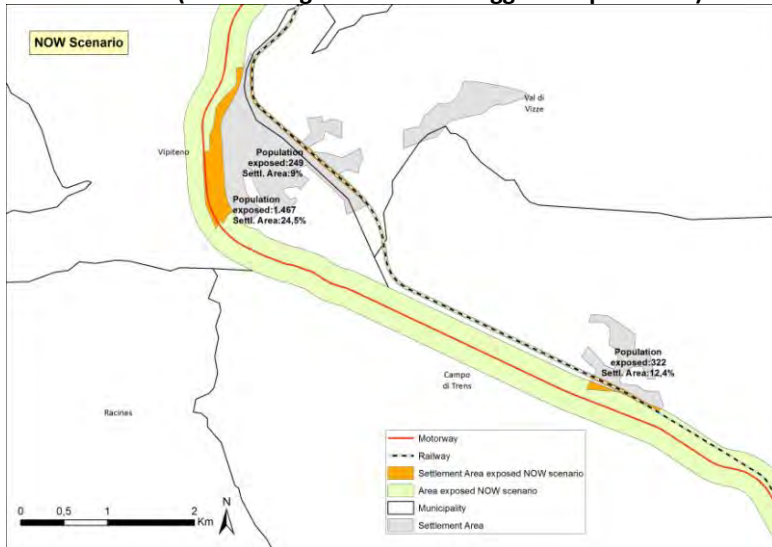 NOW Scenario
Val di
Vizze
Vipiteno
Population
exposed:249
Settl. Area:9%
Population
exposed:1.467
Settl. Area:24,5%
Population
exposed:322
Settl. Area:12,4%
Campo
di Trens
Racines
Motorway
Railway
Settlement Area exposed NOW scenario
Area exposed NOW scenario
Municipality
Settlement Area
0 0,5 1 2
Km
N